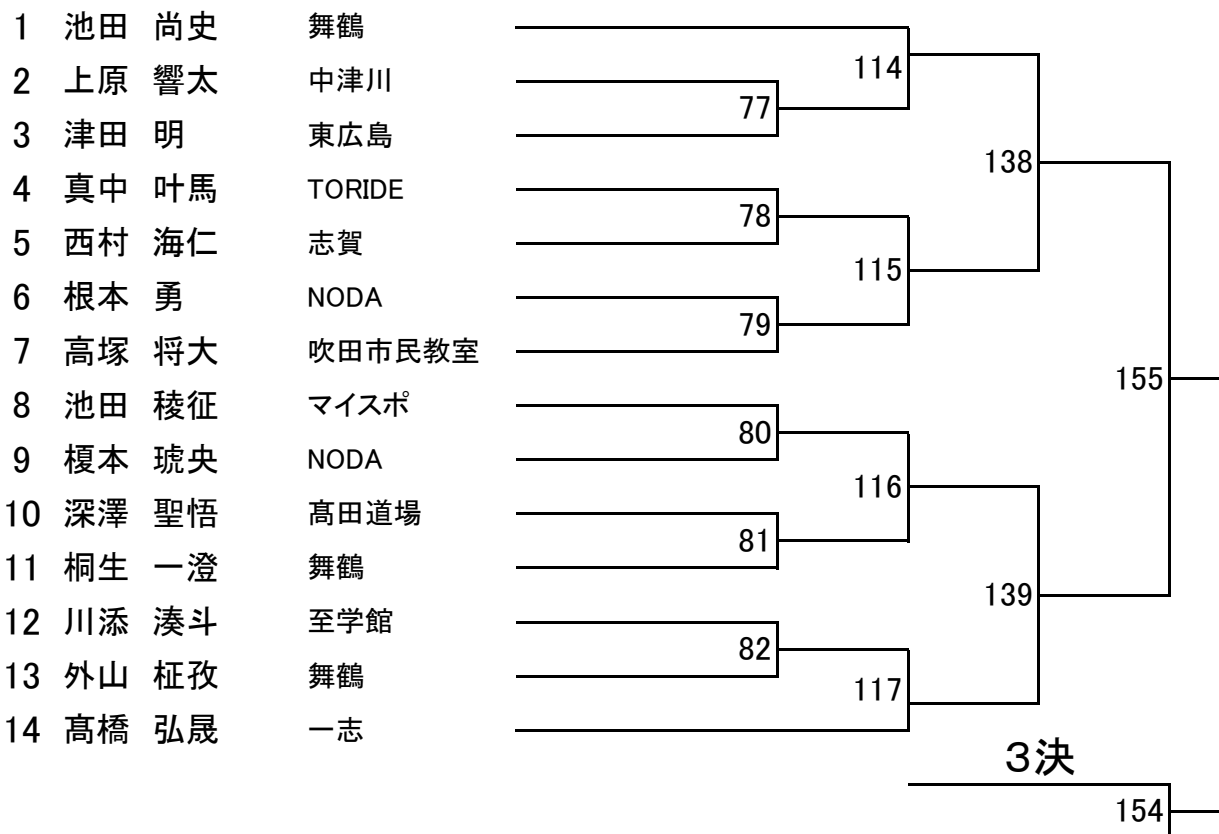 1 池田 尚史 舞鶴
114
2 上原 響太 中津川
77
3 津田 明 東広島
138
4 真中 叶馬 TORIDE
78
5 西村 海仁 志賀
115
6 根本 勇 NODA
79
7 高塚 将大 吹田市民教室
155
8 池田 稜征 マイスポ
80
9 榎本 琥央 NODA
116
10 深澤 聖悟 髙田道場
81
11 桐生 一澄 舞鶴
139
12 川添 湊斗 至学館
82
13 外山 柾孜 舞鶴
117
14 髙橋 弘晟 一志
3決
154